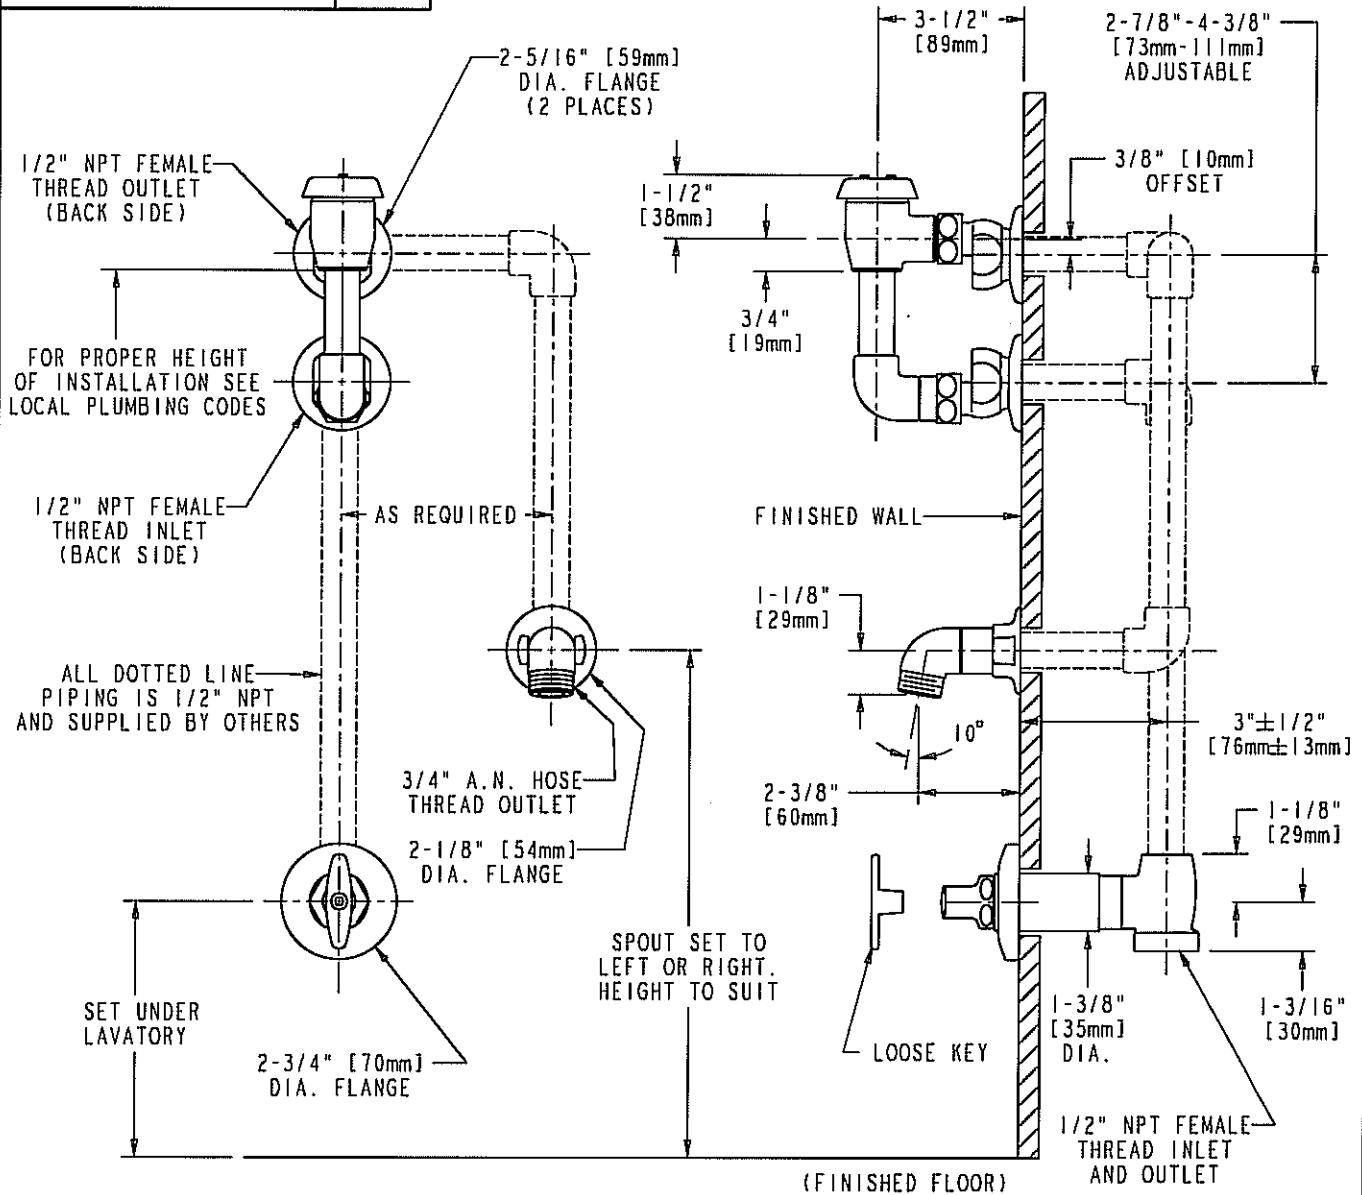 2-5/16" [59mm]
DIA. FLANGE
(2 PLACES)
3-1/2"
[89mm]
2-7/8"-4-3/8"
[73mm-111mm]
ADJUSTABLE
1/2" NPT FEMALE
THREAD OUTLET
(BACK SIDE)
1-1/2"
[38mm]
3/8" [10mm]
OFFSET
3/4"
[19mm]
FOR PROPER HEIGHT
OF INSTALLATION SEE
LOCAL PLUMBING CODES
1/2" NPT FEMALE
THREAD INLET
(BACK SIDE)
AS REQUIRED
FINISHED WALL
1-1/8"
[29mm]
ALL DOTTED LINE
PIPING IS 1/2" NPT
AND SUPPLIED BY OTHERS
10°
3"±1/2"
[76mm±13mm]
3/4" A.N. HOSE
THREAD OUTLET
2-3/8"
[60mm]
1-1/8"
[29mm]
2-1/8" [54mm]
DIA. FLANGE
SPOUT SET TO
LEFT OR RIGHT.
HEIGHT TO SUIT
SET UNDER
LAVATORY
2-3/4" [70mm]
DIA. FLANGE
LOOSE KEY
1-3/8"
[35mm]
DIA.
1-3/16"
[30mm]
1/2" NPT FEMALE
THREAD INLET
AND OUTLET
(FINISHED FLOOR)